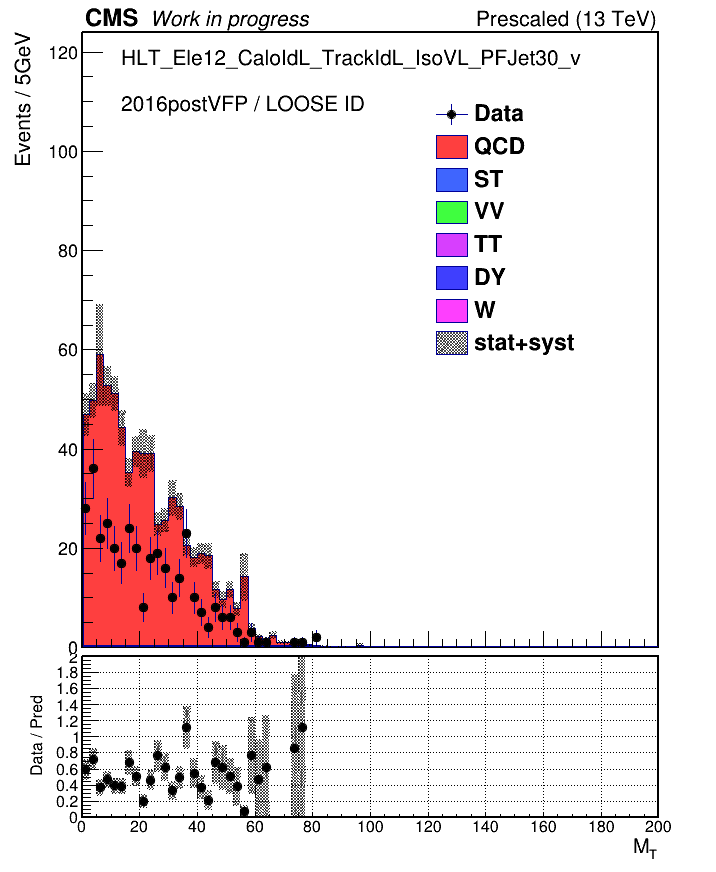 CMS Work in progress Prescaled (13 TeV)
Events / 5GeV
120
100
80
60
40
20
0
HLT_Ele12_CaloIdL_TrackIdL_IsoVL_PFJet30_v
2016postVFP / LOOSE ID
Data
QCD
ST
VV
TT
DY
W
stat+syst
Data / Pred
2
1.8
1.6
1.4
1.2
1
0.8
0.6
0.4
0.2
0
0 20 40 60 80 100 120 140 160 180 200
M_T